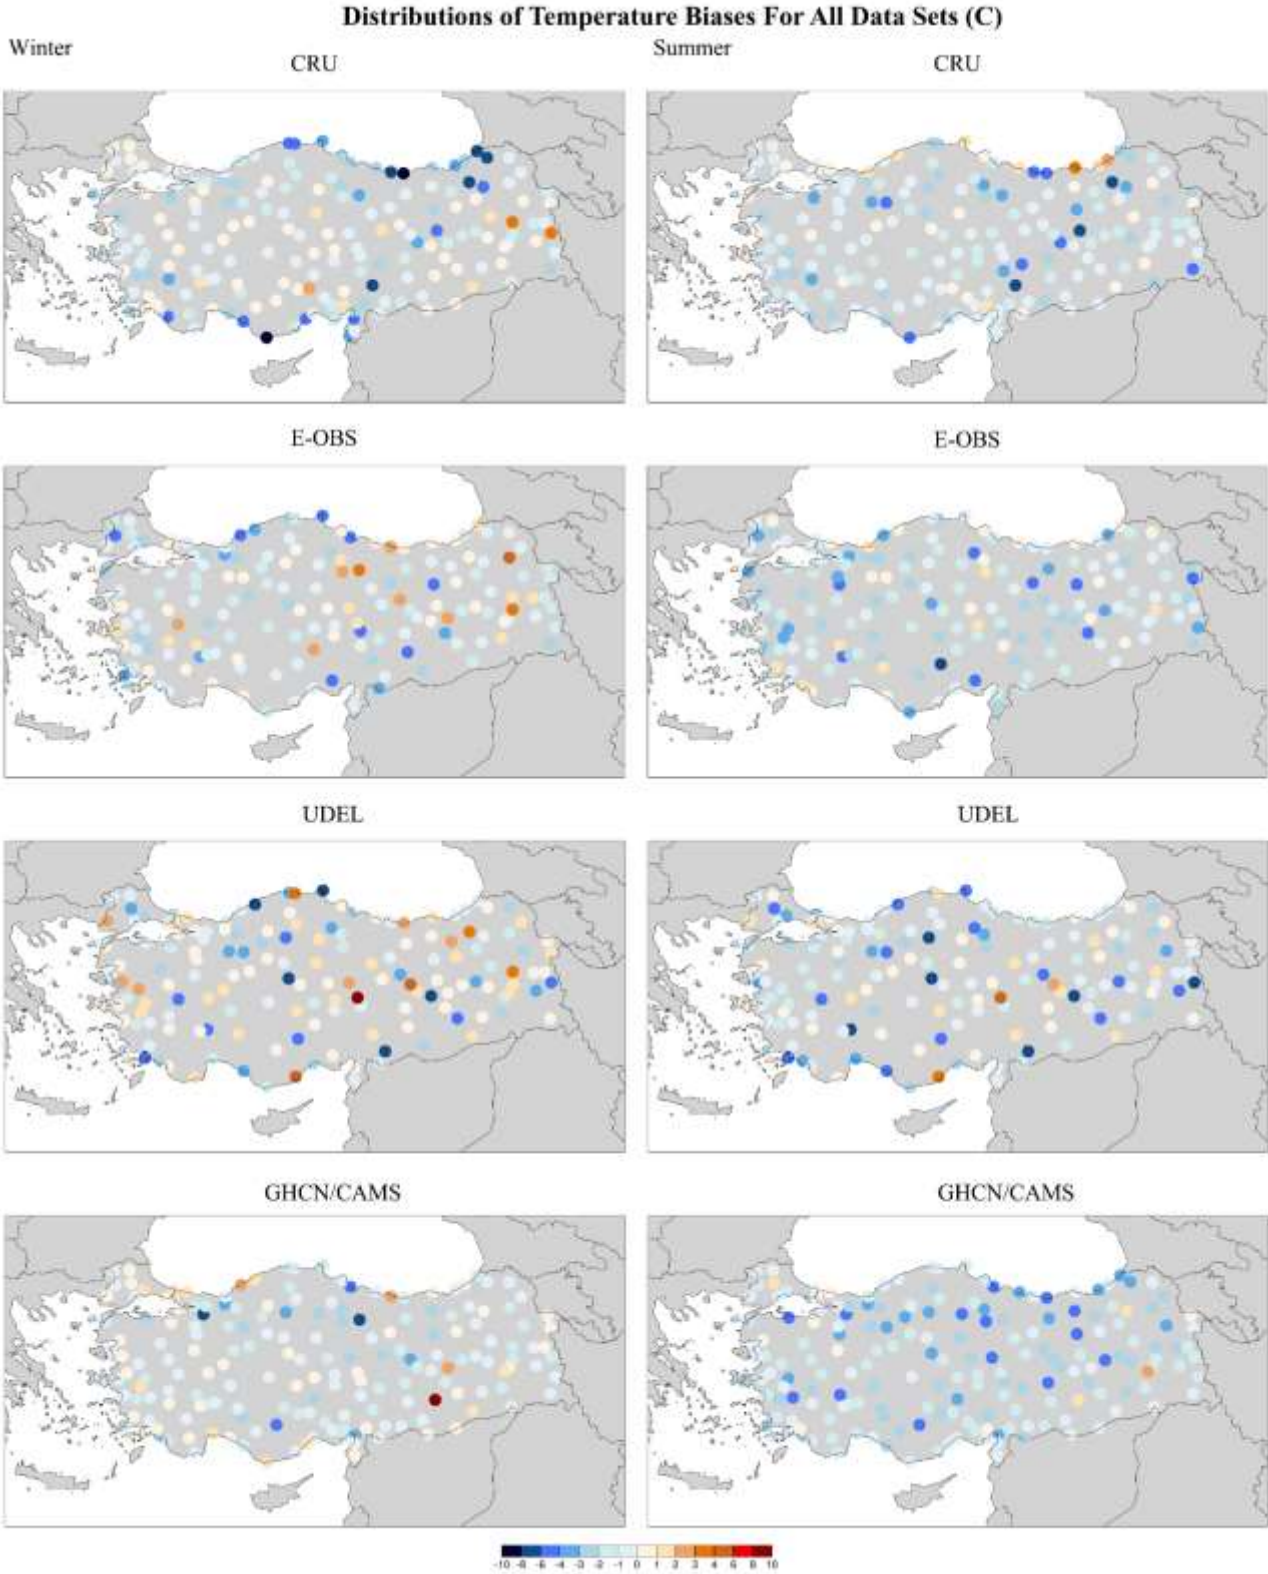 Distributions of Temperature Biases For All Data Sets (C)
Winter
Summer
CRU
CRU
E-OBS
E-OBS
UDEL
UDEL
GHCN/CAMS
GHCN/CAMS
-10 -8 -6 -4 -3 -2 -1 0 1 2 3 4 6 8 10